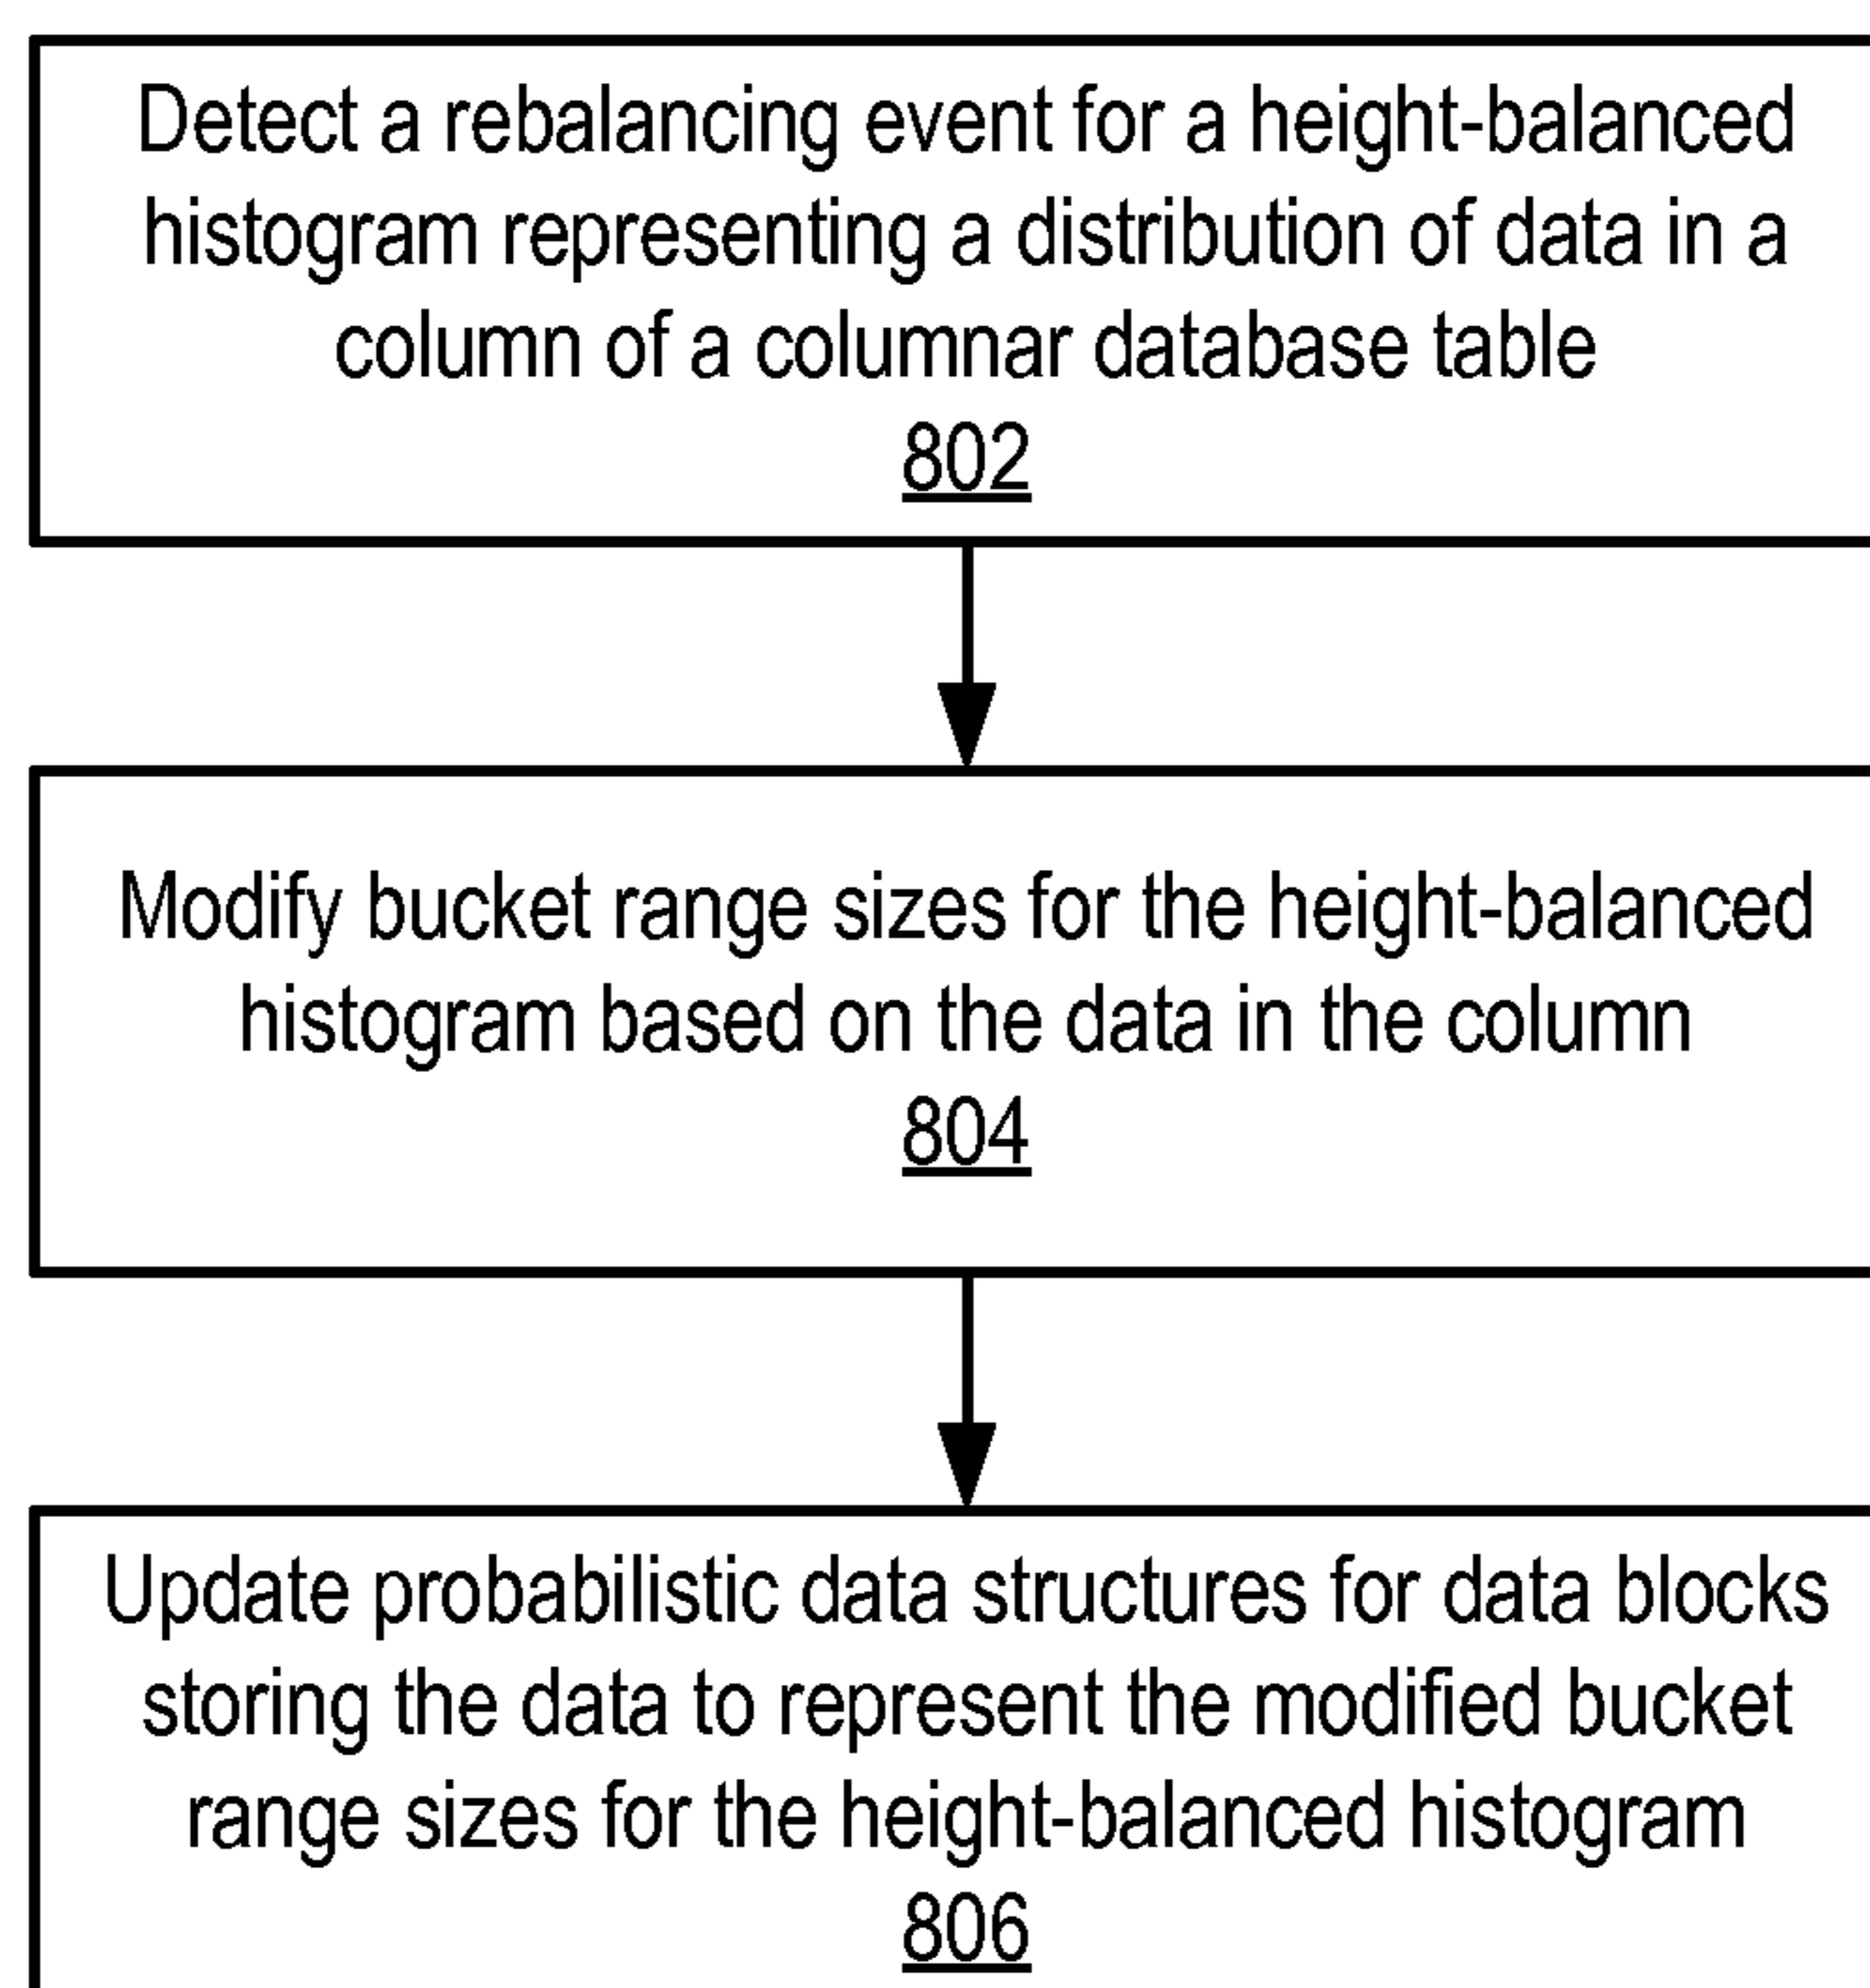 Detect a rebalancing event for a height-balanced
histogram representing a distribution of data in a
column of a columnar database table
802
Modify bucket range sizes for the height-balanced
histogram based on the data in the column
804
Update probabilistic data structures for data blocks
storing the data to represent the modified bucket
range sizes for the height-balanced histogram
806